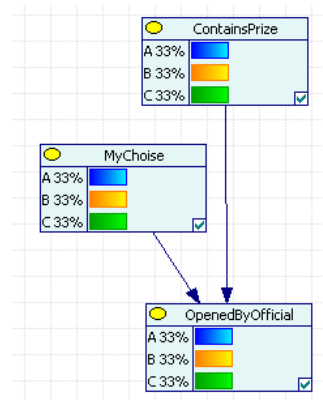 ContainsPrize
A 33%
B 33%
C 33%
MyChoise
A 33%
B 33%
C 33%
OpenedByOfficial
A 33%
B 33%
C 33%